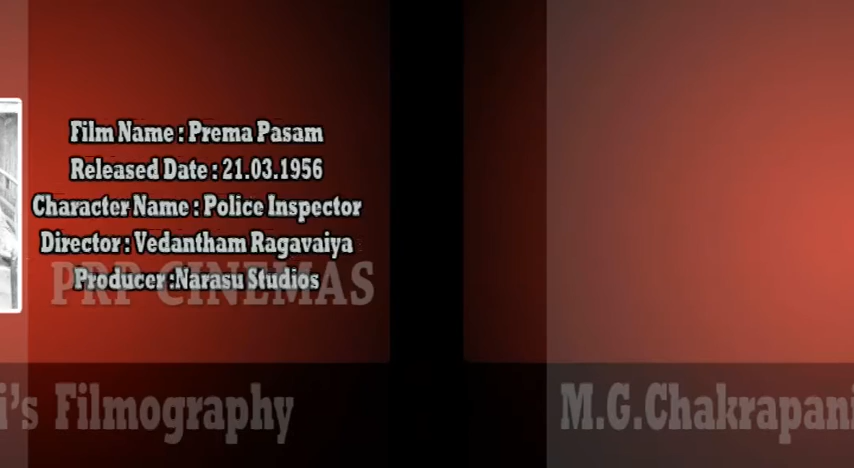 Film Name : Prema Pasam
Released Date : 21.03.1956
Character Name : Police Inspector
Director : Vedantham Ragavaiya
Producer :Narasu Studios
PRP CINEMAS
i's Filmography
M.G.Chakrapani